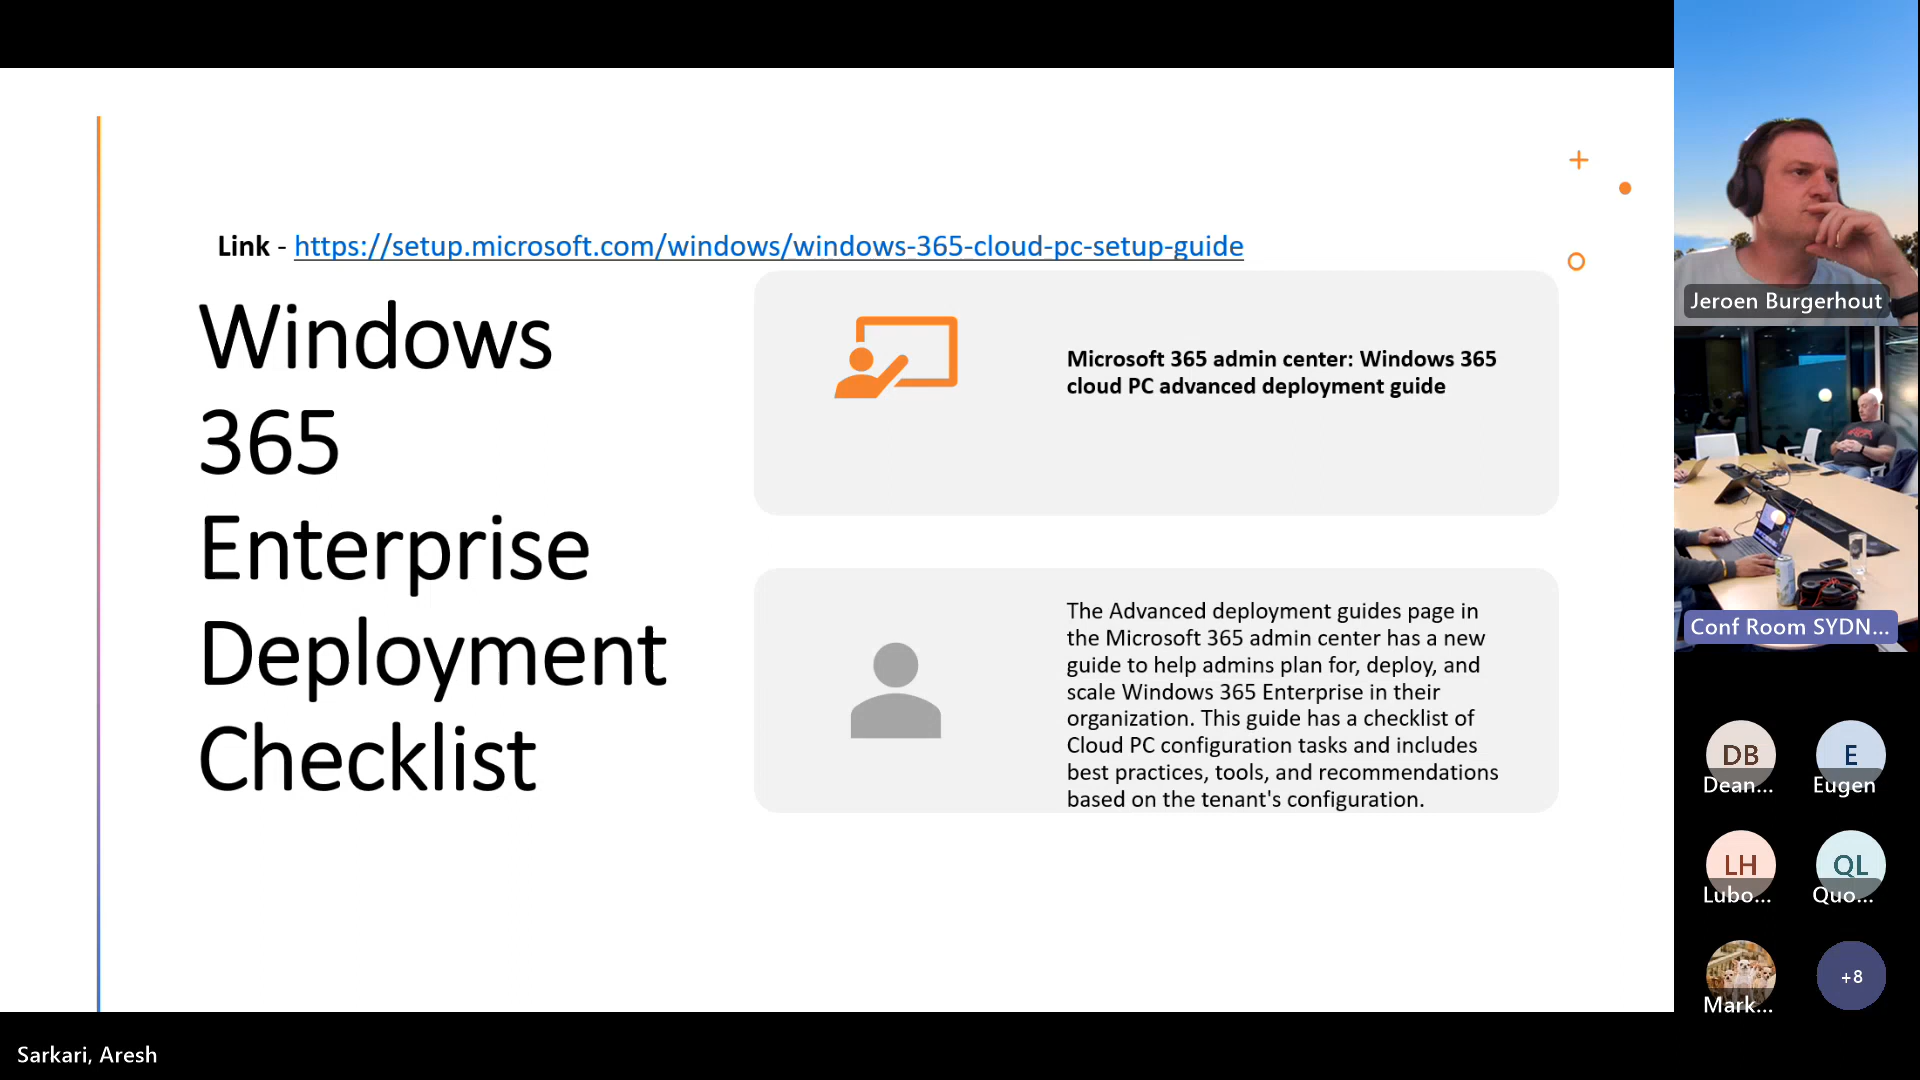 Link - https://setup.microsoft.com/windows/windows-365-cloud-pc-setup-guide
Windows
365
Enterprise
Deployment
Checklist
Microsoft 365 admin center: Windows 365
cloud PC advanced deployment guide
The Advanced deployment guides page in
the Microsoft 365 admin center has a new
guide to help admins plan for, deploy, and
scale Windows 365 Enterprise in their
organization. This guide has a checklist of
Cloud PC configuration tasks and includes
best practices, tools, and recommendations
based on the tenant's configuration.
Jeroen Burgerhout
Conf Room SYDN...
DB
Dean...
E
Eugen
LH
Lubo...
QL
Quo...
Mark...
+8
Sarkari, Aresh